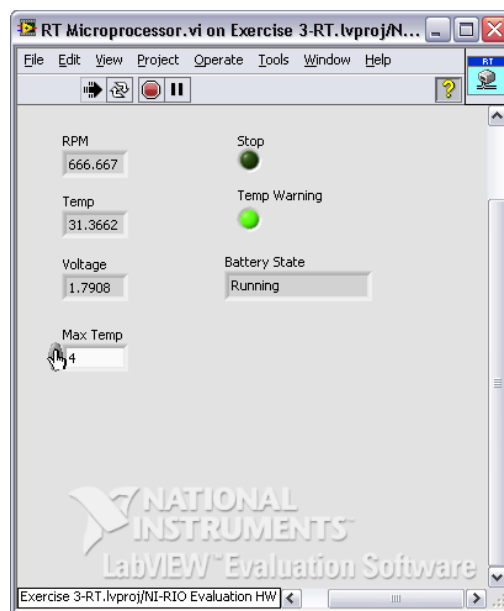 RT Microprocessor.vi on Exercise 3-RT.lvproj/N...
File Edit View Project Operate Tools Window Help
RT
?
RPM
666.667
Stop
Temp
31.3662
Temp Warning
Voltage
1.7908
Battery State
Running
Max Temp
4
NATIONAL
INSTRUMENTS™
LabVIEW™ Evaluation Software
Exercise 3-RT.lvproj/NI-RIO Evaluation HW